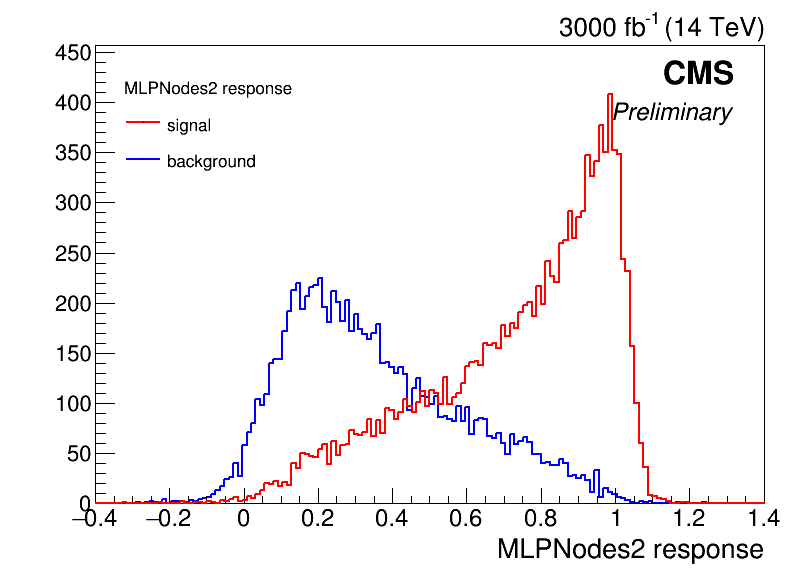 3000 fb-1 (14 TeV)
CMS
Preliminary
MLPNodes2 response
signal
background
450
400
350
300
250
200
150
100
50
0
−0.4 −0.2 0 0.2 0.4 0.6 0.8 1 1.2 1.4
MLPNodes2 response